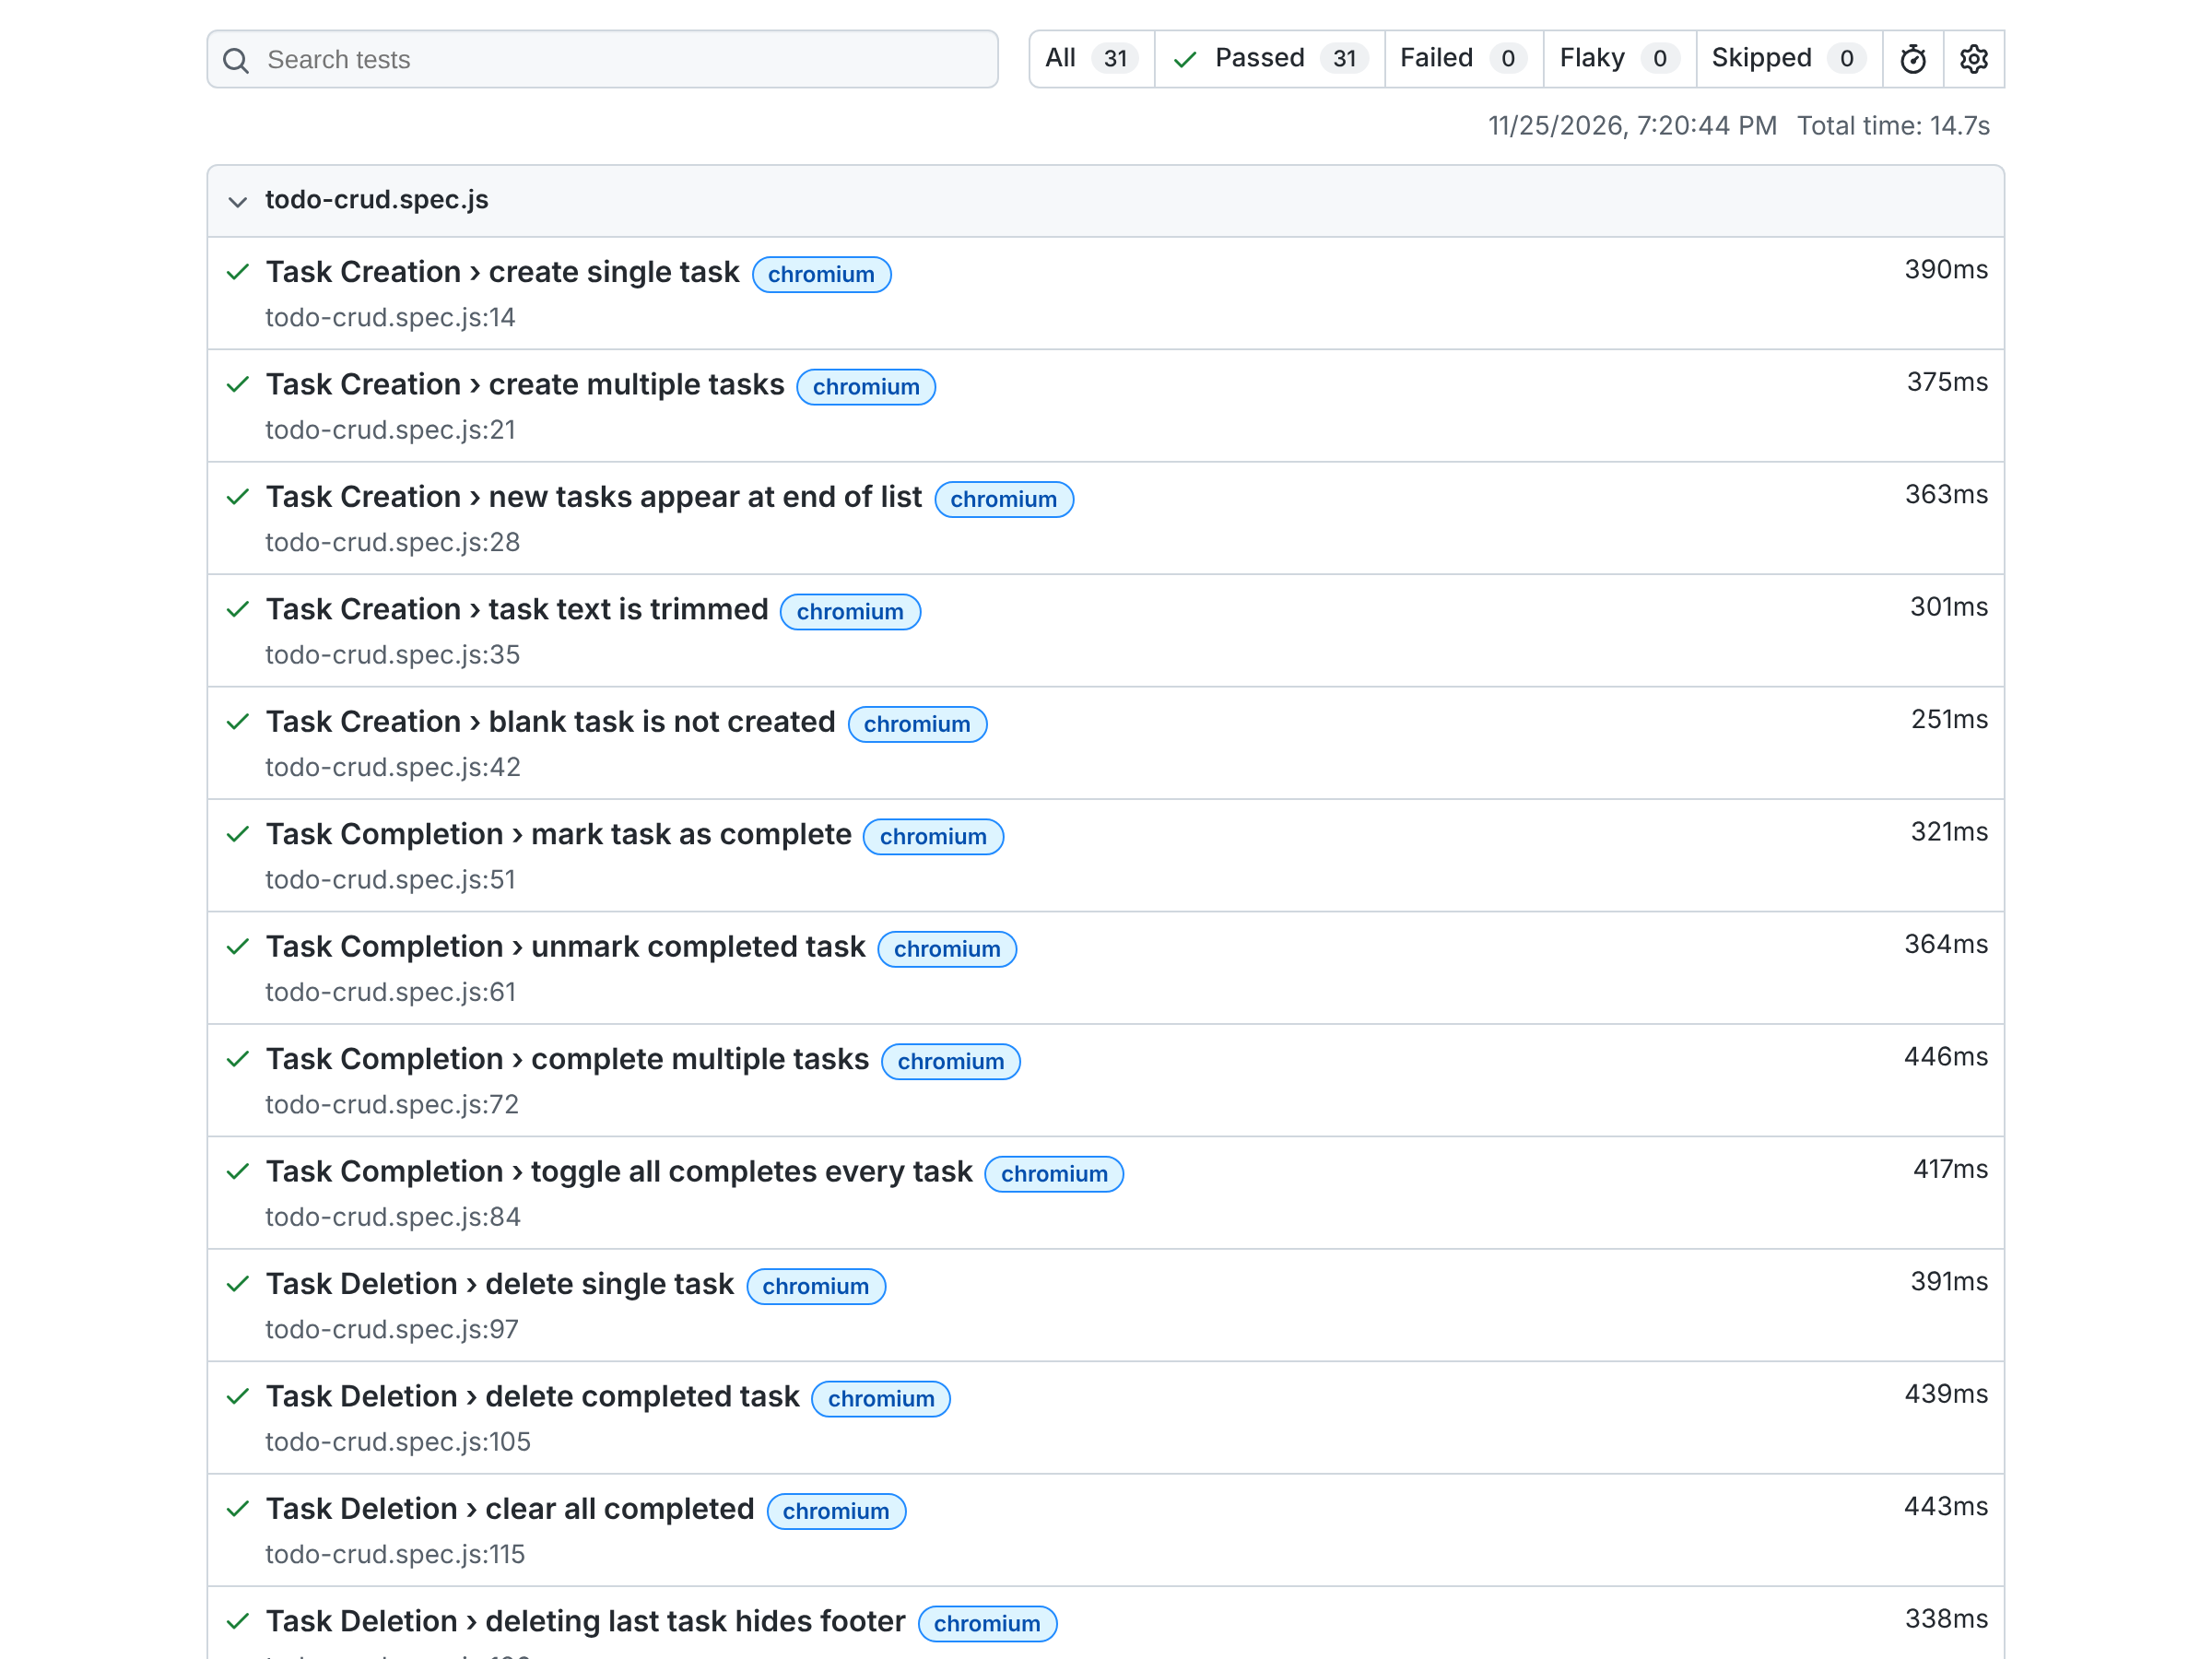 Search tests
All 31 Passed 31 Failed 0 Flaky 0 Skipped 0
11/25/2026, 7:20:44 PM Total time: 14.7s
todo-crud.spec.js
Task Creation › create single task chromium 390ms
todo-crud.spec.js:14
Task Creation › create multiple tasks chromium 375ms
todo-crud.spec.js:21
Task Creation › new tasks appear at end of list chromium 363ms
todo-crud.spec.js:28
Task Creation › task text is trimmed chromium 301ms
todo-crud.spec.js:35
Task Creation › blank task is not created chromium 251ms
todo-crud.spec.js:42
Task Completion › mark task as complete chromium 321ms
todo-crud.spec.js:51
Task Completion › unmark completed task chromium 364ms
todo-crud.spec.js:61
Task Completion › complete multiple tasks chromium 446ms
todo-crud.spec.js:72
Task Completion › toggle all completes every task chromium 417ms
todo-crud.spec.js:84
Task Deletion › delete single task chromium 391ms
todo-crud.spec.js:97
Task Deletion › delete completed task chromium 439ms
todo-crud.spec.js:105
Task Deletion › clear all completed chromium 443ms
todo-crud.spec.js:115
Task Deletion › deleting last task hides footer chromium 338ms